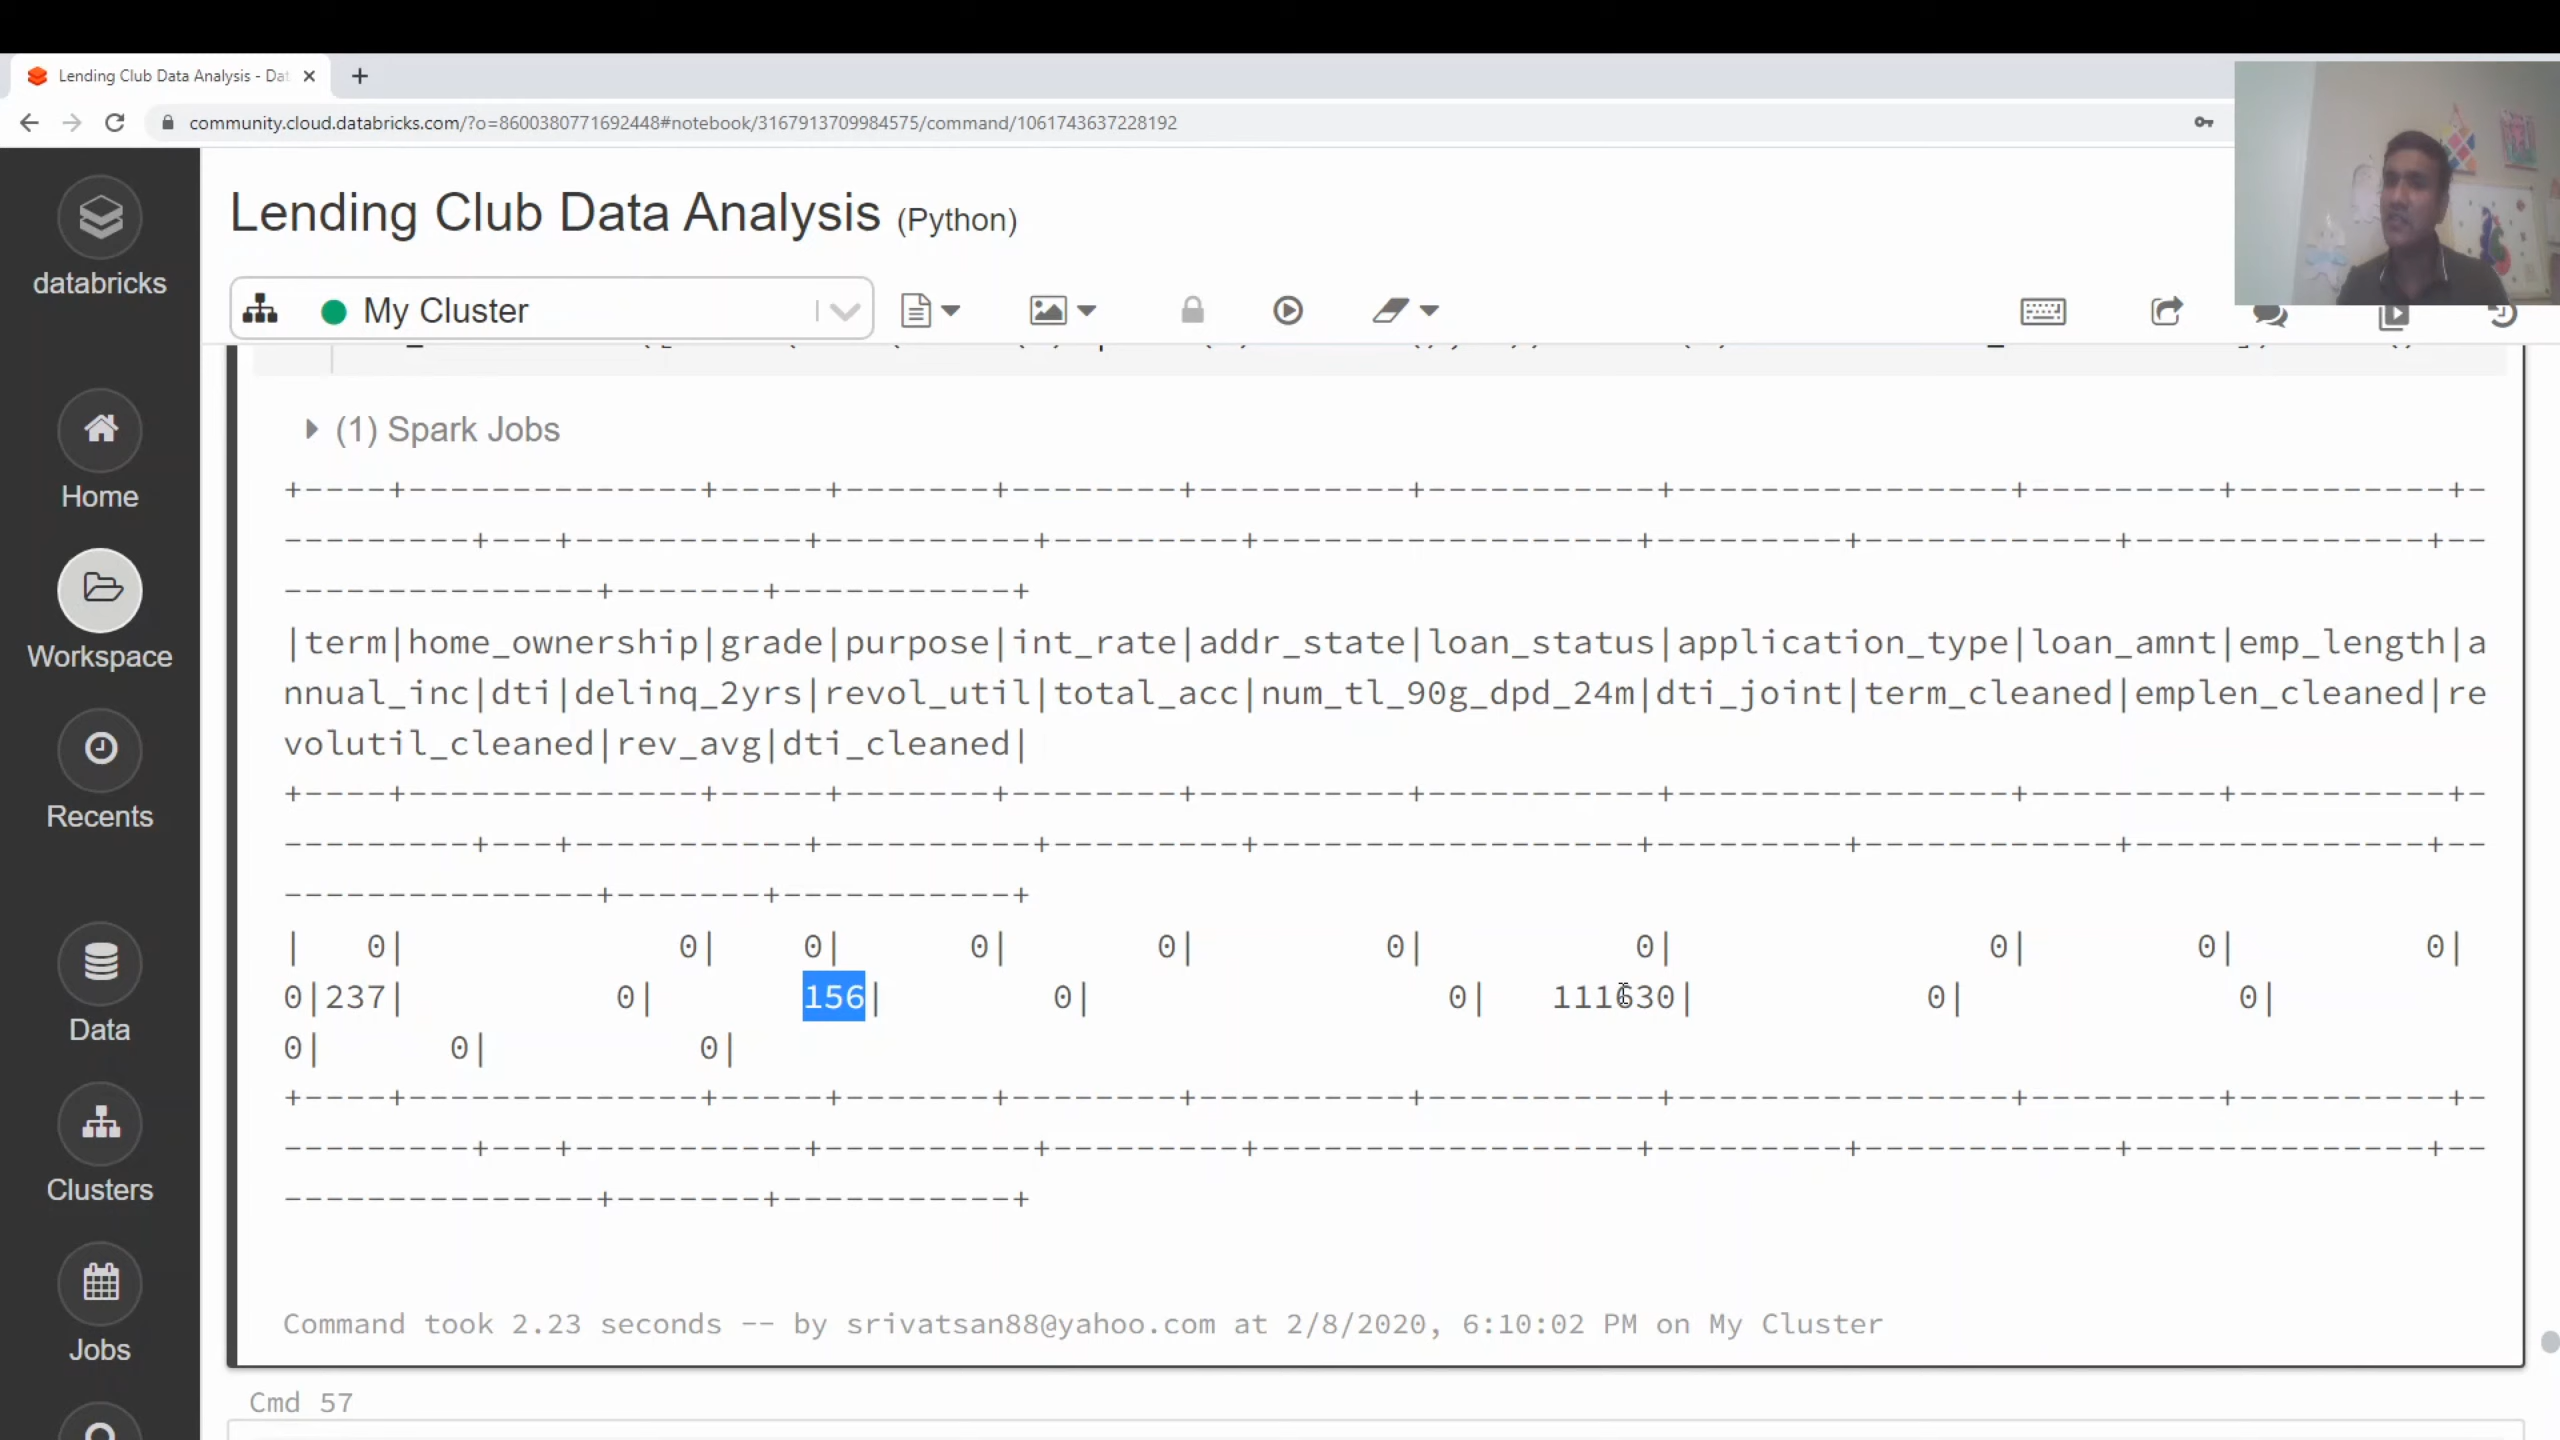 Lending Club Data Analysis - Dat
community.cloud.databricks.com/?o=8600380771692448#notebook/3167913709984575/command/1061743637228192
databricks
Home
Workspace
Recents
Data
Clusters
Jobs
Lending Club Data Analysis (Python)
My Cluster
(1) Spark Jobs
+----+--------------+-----+-------+--------+----------+-----------+----------------+---------+----------+-
---------+---+-----------+----------+---------+------------------+---------+------------+-------------+--
---------------+-------+-----------+
|term|home_ownership|grade|purpose|int_rate|addr_state|loan_status|application_type|loan_amnt|emp_length|a
nnual_inc|dti|delinq_2yrs|revol_util|total_acc|num_tl_90g_dpd_24m|dti_joint|term_cleaned|emplen_cleaned|re
volutil_cleaned|rev_avg|dti_cleaned|
+----+--------------+-----+-------+--------+----------+-----------+----------------+---------+----------+-
---------+---+-----------+----------+---------+------------------+---------+------------+-------------+--
---------------+-------+-----------+
| 0| 0| 0| 0| 0| 0| 0| 0| 0| 0|
0|237| 0| 156| 0| 0| 111630| 0| 0|
0| 0| 0|
+----+--------------+-----+-------+--------+----------+-----------+----------------+---------+----------+-
---------+---+-----------+----------+---------+------------------+---------+------------+-------------+--
---------------+-------+-----------+
Command took 2.23 seconds -- by srivatsan88@yahoo.com at 2/8/2020, 6:10:02 PM on My Cluster
Cmd 57